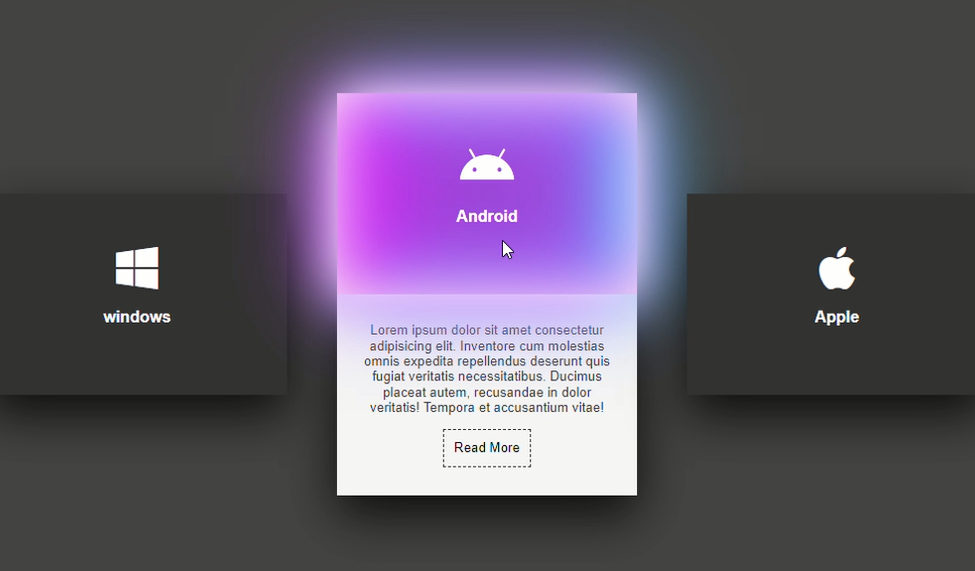 windows
Android
Apple
Lorem ipsum dolor sit amet consectetur
adipisicing elit. Inventore cum molestias
omnis expedita repellendus deserunt quis
fugiat veritatis necessitatibus. Ducimus
placeat autem, recusandae in dolor
veritatis! Tempora et accusantium vitae!
Read More